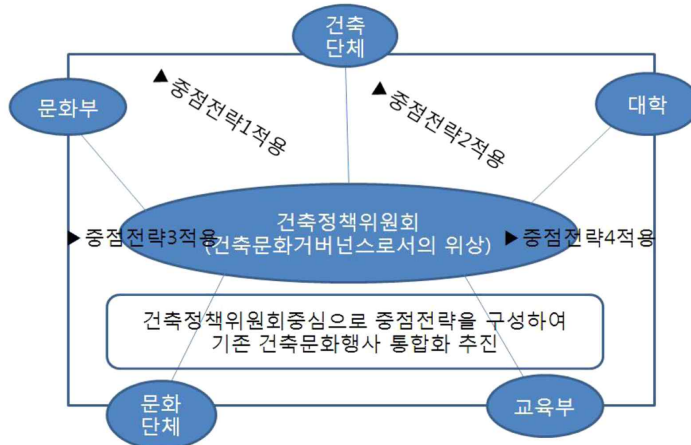 건축
단체
▲ 중점전략1적용
▲ 중점전략2적용
문화부
대학
건축정책위원회
(건축문화거버넌스로서의 위상)
▶ 중점전략3적용
▶ 중점전략4적용
건축정책위원회중심으로 중점전략을 구성하여
기존 건축문화행사 통합화 추진
문화
단체
교육부